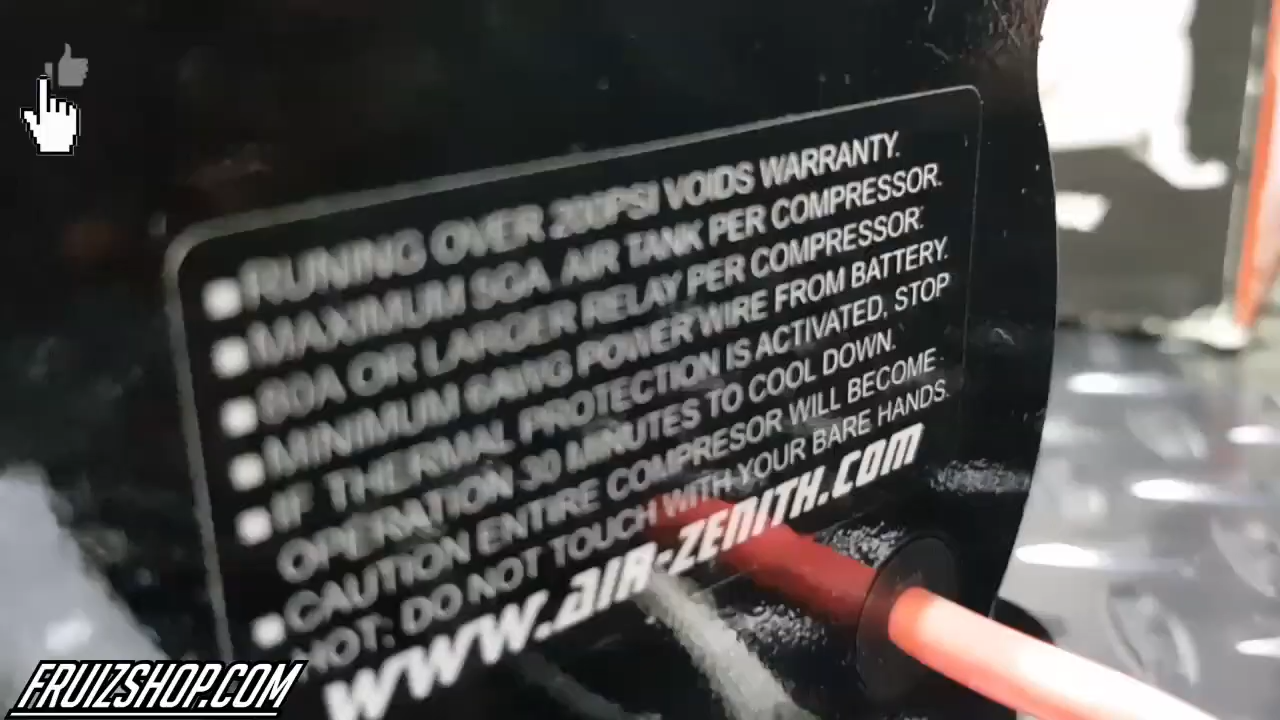 RUNING OVER 200PSI VOIDS WARRANTY.
MAXIMUM 5GA AIR TANK PER COMPRESSOR.
80A OR LARGER RELAY PER COMPRESSOR.
MINIMUM 6AWG POWER WIRE FROM BATTERY.
IF THERMAL PROTECTION IS ACTIVATED, STOP
OPERATION 30 MINUTES TO COOL DOWN.
CAUTION ENTIRE COMPRESOR WILL BECOME
HOT: DO NOT TOUCH WITH YOUR BARE HANDS.
WWW.AIR-ZENITH.COM
FRUIZSHOP.COM